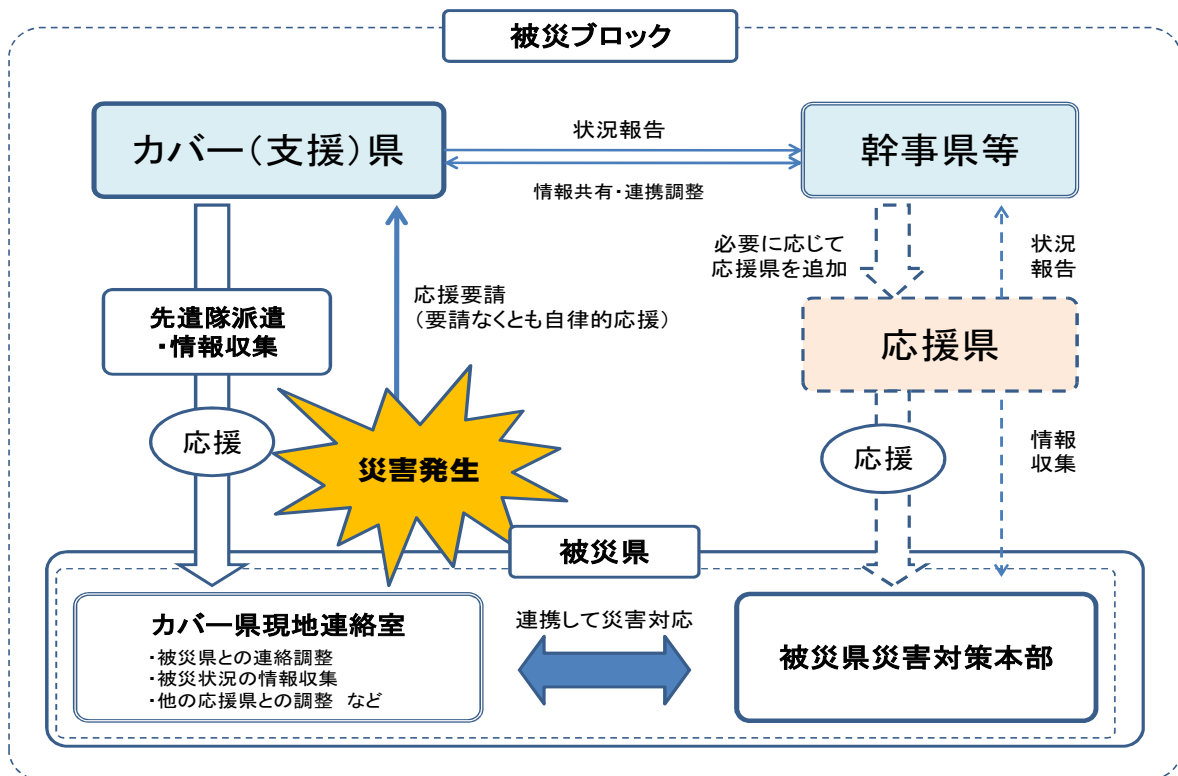 被災ブロック
カバー(支援)県
状況報告
情報共有・連携調整
幹事県等
先遣隊派遣
・情報収集
応援要請
(要請なくとも自律的応援)
必要に応じて
応援県を追加
状況
報告
応援県
応援
災害発生
応援
情報
収集
被災県
カバー県現地連絡室
・被災県との連絡調整
・被災状況の情報収集
・他の応援県との調整 など
連携して災害対応
被災県災害対策本部